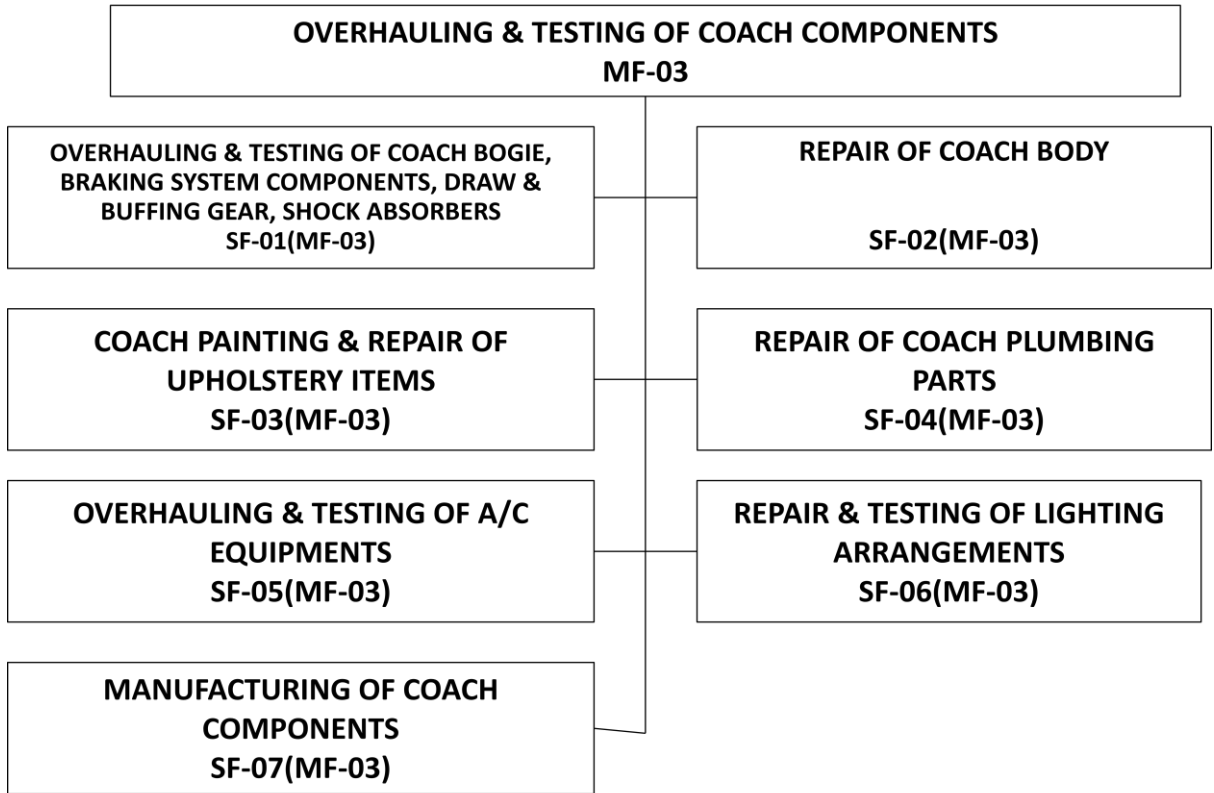 OVERHAULING & TESTING OF COACH COMPONENTS
MF-03
OVERHAULING & TESTING OF COACH BOGIE,
BRAKING SYSTEM COMPONENTS, DRAW &
BUFFING GEAR, SHOCK ABSORBERS
SF-01(MF-03)
REPAIR OF COACH BODY
SF-02(MF-03)
COACH PAINTING & REPAIR OF
UPHOLSTERY ITEMS
SF-03(MF-03)
REPAIR OF COACH PLUMBING
PARTS
SF-04(MF-03)
OVERHAULING & TESTING OF A/C
EQUIPMENTS
SF-05(MF-03)
REPAIR & TESTING OF LIGHTING
ARRANGEMENTS
SF-06(MF-03)
MANUFACTURING OF COACH
COMPONENTS
SF-07(MF-03)